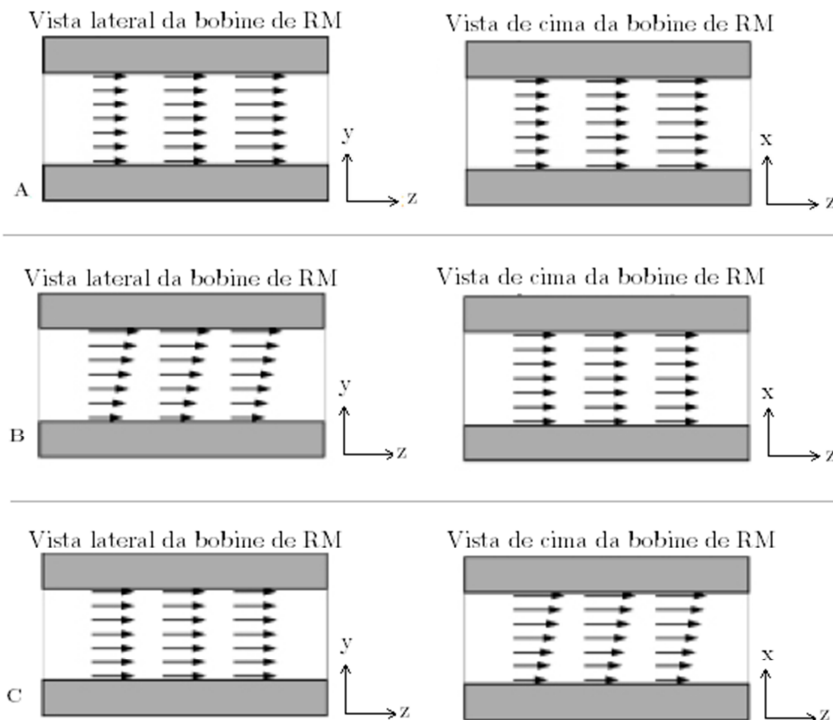 Vista lateral da bobine de RM
Vista de cima da bobine de RM
y
z
x
z
A
Vista lateral da bobine de RM
Vista de cima da bobine de RM
y
z
x
z
B
Vista lateral da bobine de RM
Vista de cima da bobine de RM
y
z
x
z
C